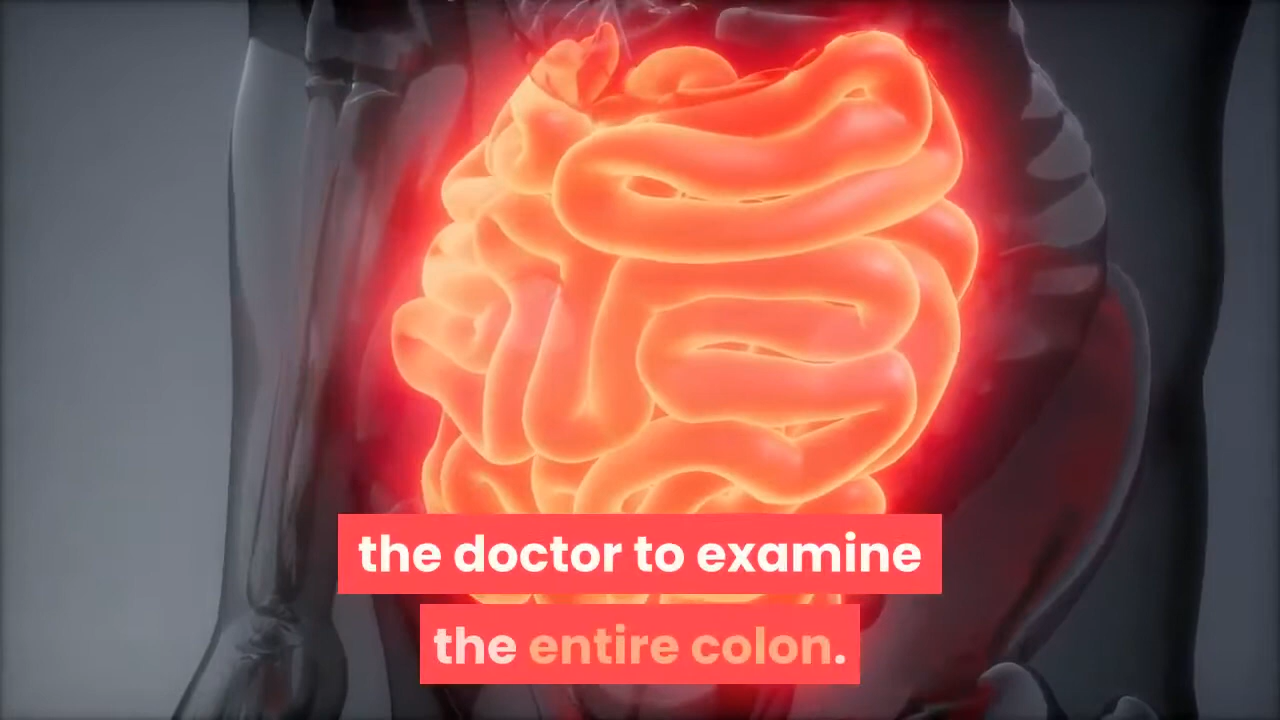 the doctor to examine
the entire colon.